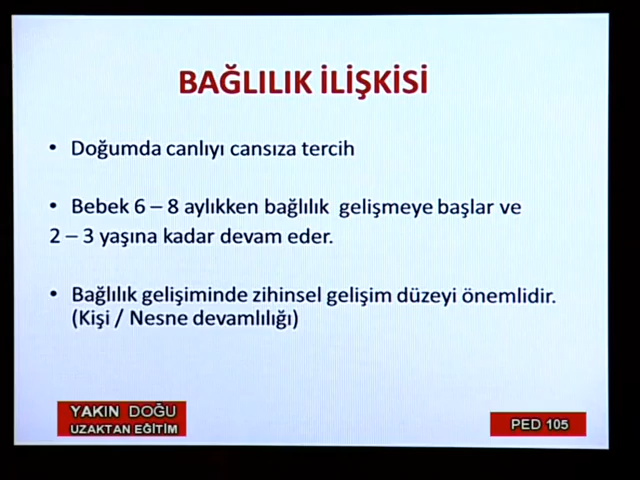 BAĞLILIK İLİŞKİSİ
• Doğumda canlıyı cansıza tercih
• Bebek 6 – 8 aylıkken bağlılık gelişmeye başlar ve
2 – 3 yaşına kadar devam eder.
• Bağlılık gelişiminde zihinsel gelişim düzeyi önemlidir.
(Kişi / Nesne devamlılığı)
YAKIN DOĞU
UZAKTAN EĞİTİM
PED 105